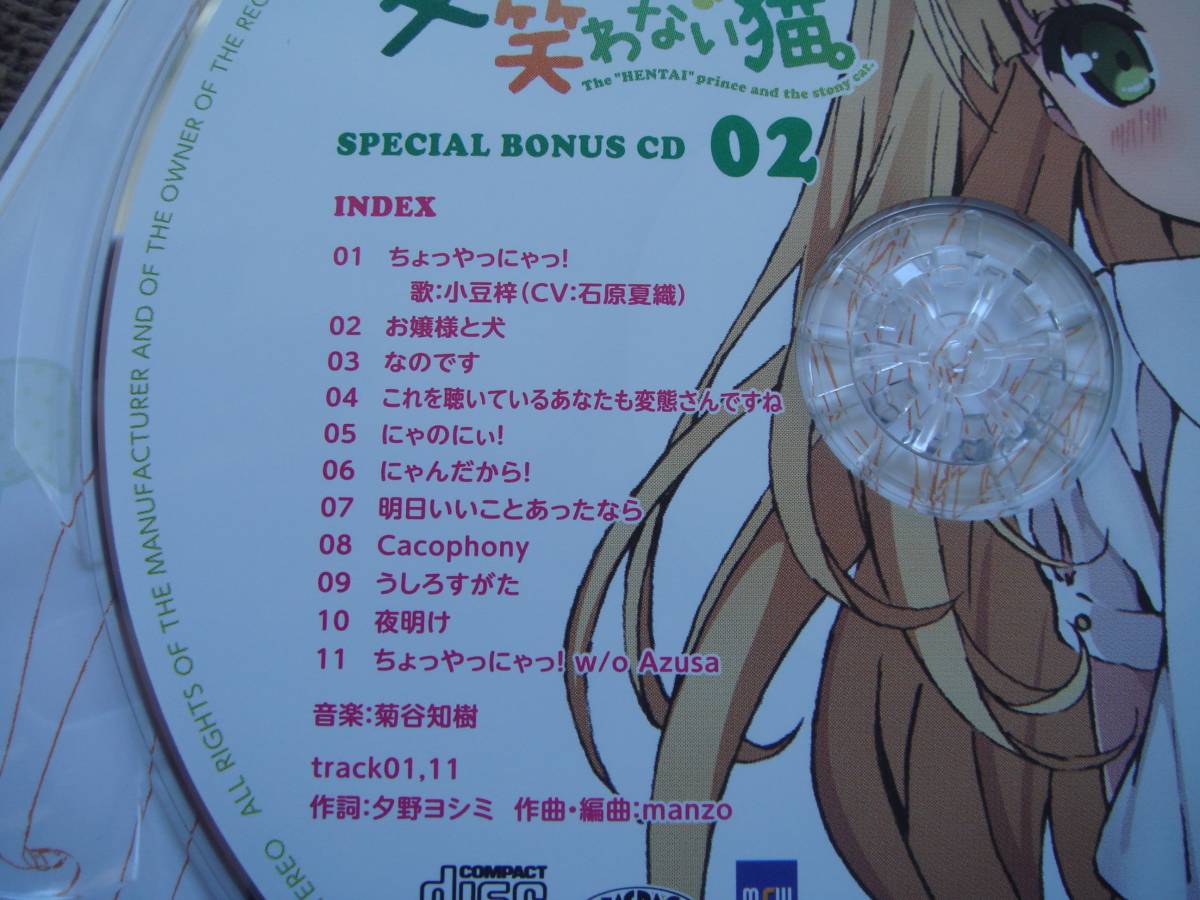 笑わない猫。
The "HENTAI" prince and the stony cat.
SPECIAL BONUS CD 02
INDEX
01 ちょっやっにゃっ!
歌:小豆梓(CV:石原夏織)
02 お嬢様と犬
03 なのです
04 これを聴いているあなたも変態さんですね
05 にゃのにぃ!
06 にゃんだから!
07 明日いいことあったなら
08 Cacophony
09 うしろすがた
10 夜明け
11 ちょっやっにゃっ! w/o Azusa
音楽:菊谷知樹
track01,11
作詞:夕野ヨシミ 作曲・編曲:manzo
COMPACT
disc
STEREO ALL RIGHTS OF THE MANUFACTURER AND OF THE OWNER OF THE REC